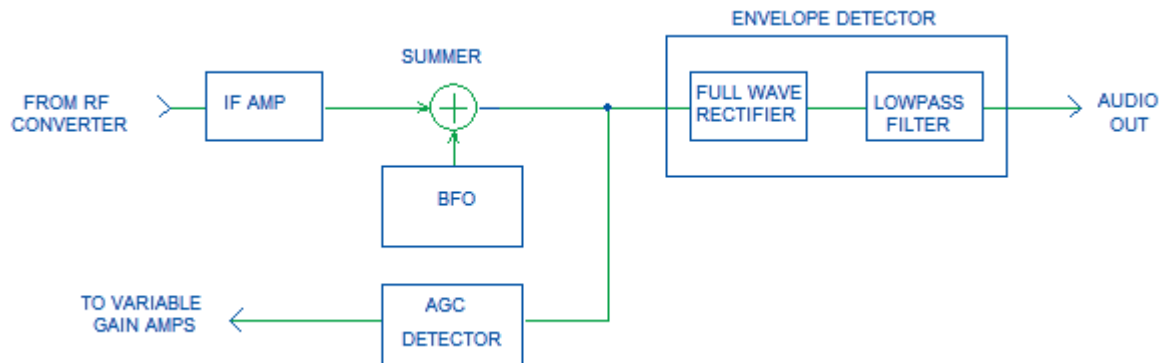 ENVELOPE DETECTOR
SUMMER
FROM RF
CONVERTER
IF AMP
FULL WAVE
RECTIFIER
LOWPASS
FILTER
AUDIO
OUT
BFO
TO VARIABLE
GAIN AMPS
AGC
DETECTOR